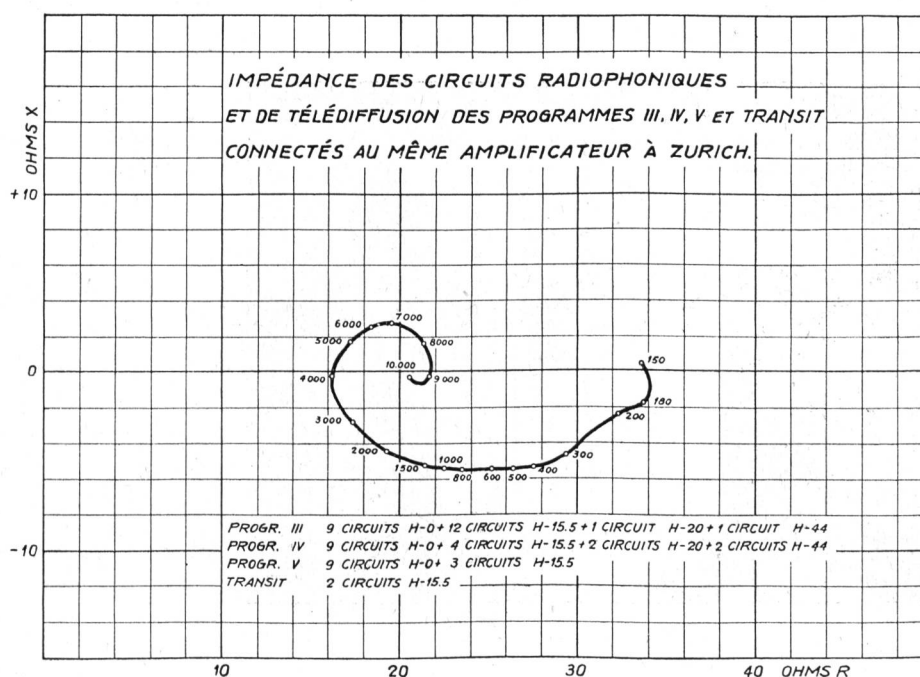 IMPÉDANCE DES CIRCUITS RADIOPHONIQUES
ET DE TÉLÉDIFFUSION DES PROGRAMMES III, IV, V ET TRANSIT
CONNECTÉS AU MÊME AMPLIFICATEUR À ZURICH.
OHMS X
+10
0
-10
7000
6000
5000
8000
10.000
9000
4000
150
180
200
3000
2000
1500
1000
800
600
500
400
300
PROGR. III 9 CIRCUITS H-0+12 CIRCUITS H-15.5+1 CIRCUIT H-20+1 CIRCUIT H-44
PROGR. IV 9 CIRCUITS H-0+ 4 CIRCUITS H-15.5+2 CIRCUITS H-20+2 CIRCUITS H-44
PROGR. V 9 CIRCUITS H-0+ 3 CIRCUITS H-15.5
TRANSIT 2 CIRCUITS H-15.5
10 20 30 40 OHMS R